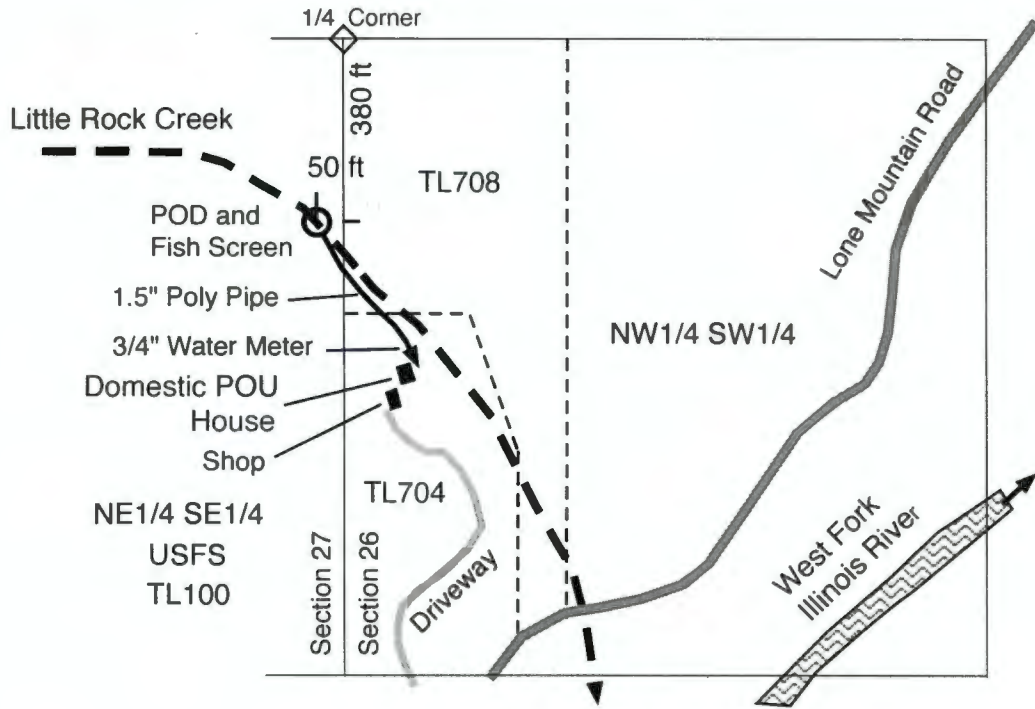 1/4 Corner
380 ft
Little Rock Creek
50 ft
TL708
POD and
Fish Screen
Lone Mountain Road
1.5" Poly Pipe
3/4" Water Meter
NW1/4 SW1/4
Domestic POU
House
Shop
TL704
NE1/4 SE1/4
USFS
TL100
Section 27
Section 26
Driveway
West Fork
Illinois River